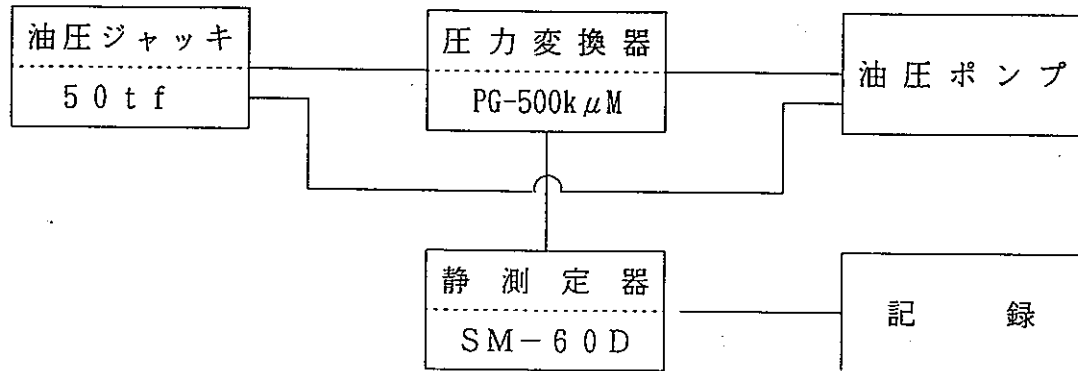 油圧ジャッキ
50tf
圧力変換器
PG-500kμM
油圧ポンプ
静測定器
SM-60D
記録